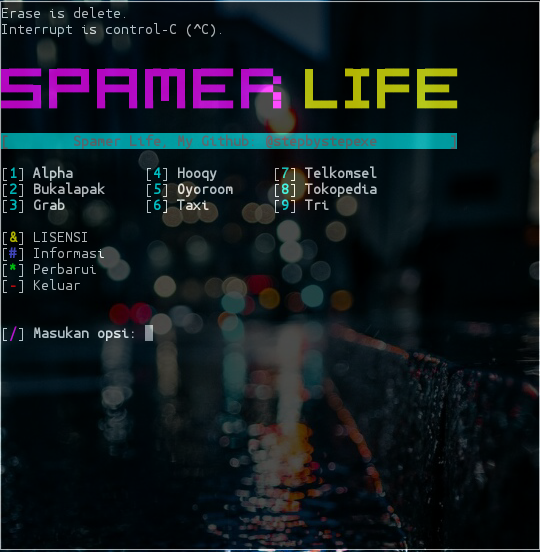 Erase is delete.
Interrupt is control-C (^C).
SPAMER LIFE
[ Spamer Life, My Github: @stepbystepexe ]
[1] Alpha [4] Hooqy [7] Telkomsel
[2] Bukalapak [5] Oyoroom [8] Tokopedia
[3] Grab [6] Taxi [9] Tri
[&] LISENSI
[#] Informasi
[*] Perbarui
[-] Keluar
[/] Masukan opsi: